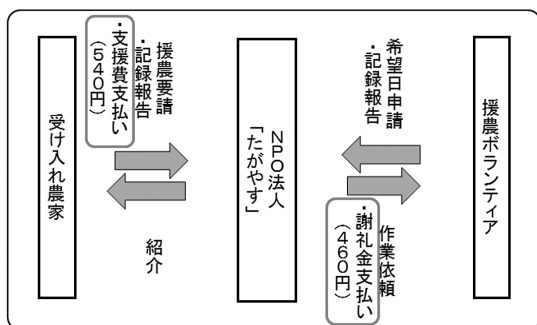 受け入れ農家
援農要請
・記録報告
・支援費支払い
（５４０円）
紹介
ＮＰＯ法人
「たがやす」
希望日申請
・記録報告
作業依頼
・謝礼金支払い
（４６０円）
援農ボランティア